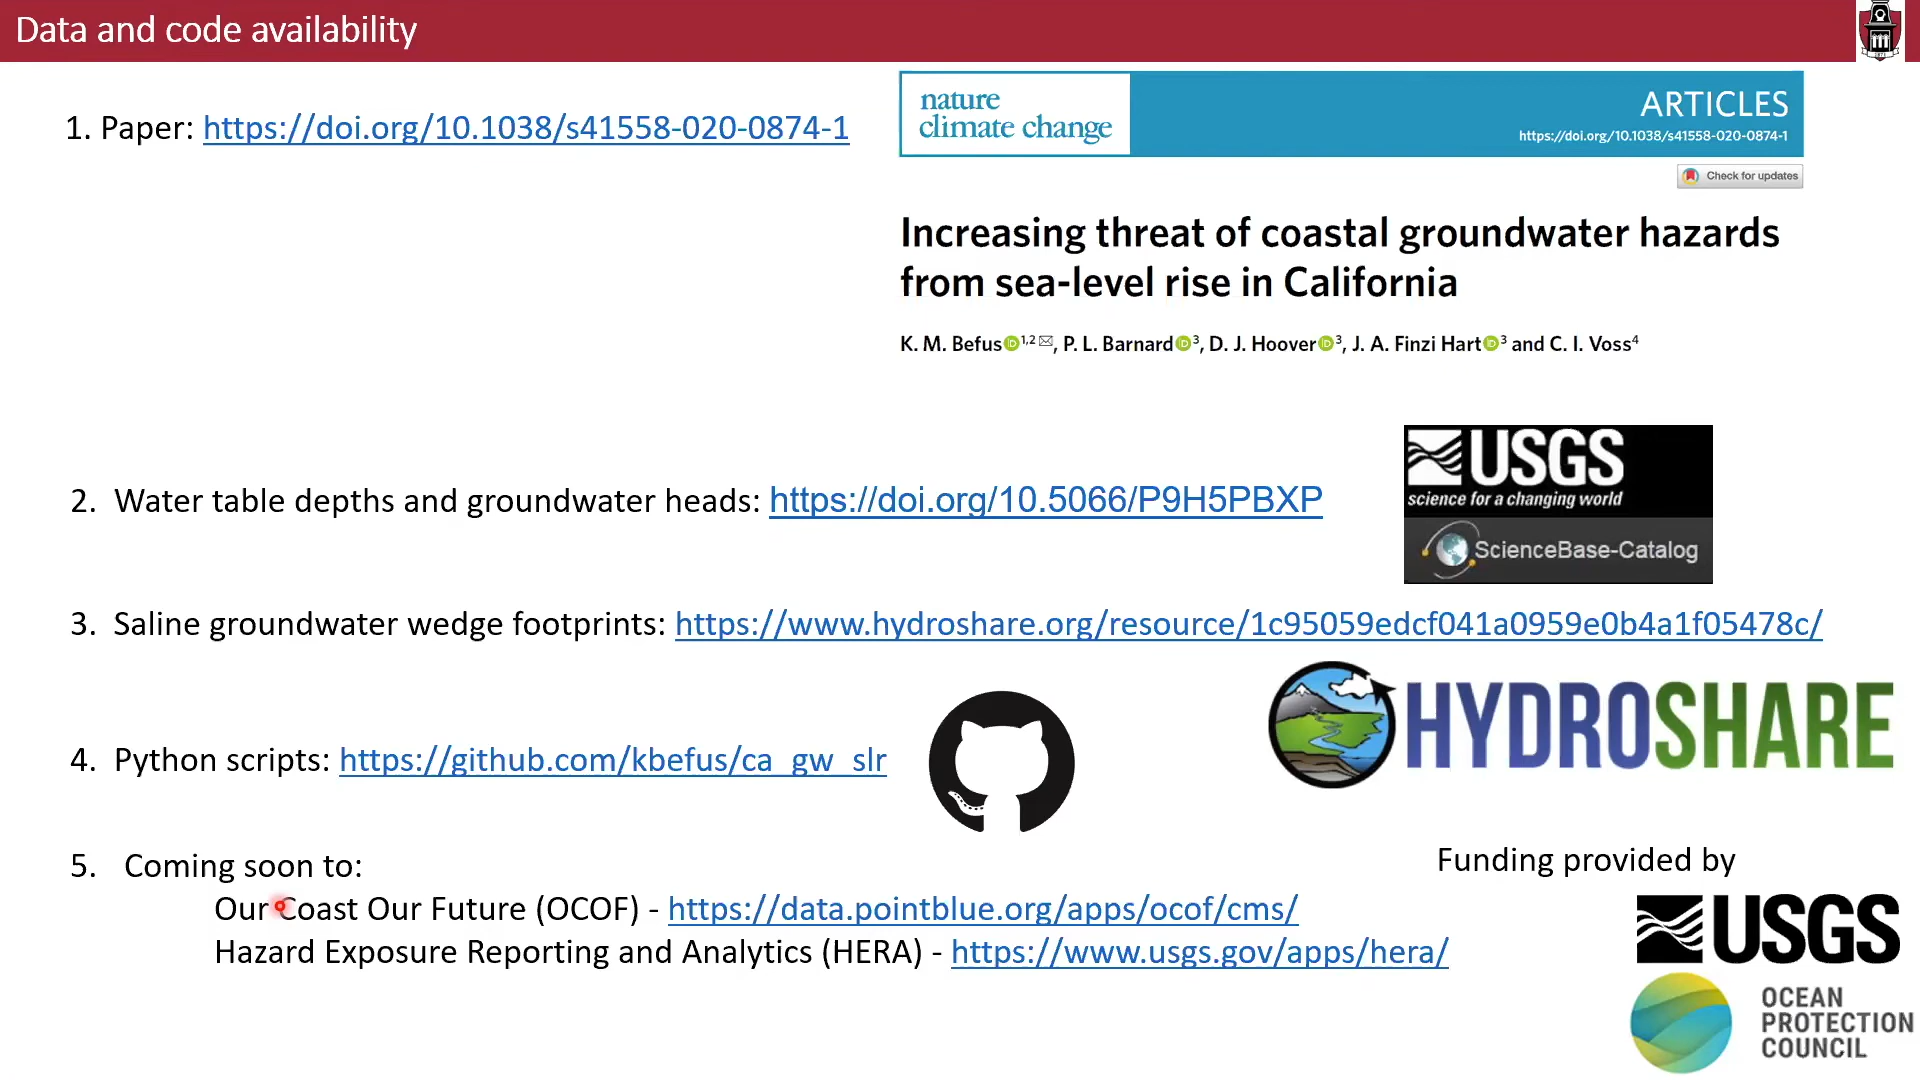 Data and code availability
1. Paper: https://doi.org/10.1038/s41558-020-0874-1
nature
climate change
ARTICLES
https://doi.org/10.1038/s41558-020-0874-1
Check for updates
Increasing threat of coastal groundwater hazards
from sea-level rise in California
K. M. Befus 1,2, P. L. Barnard 3, D. J. Hoover 3, J. A. Finzi Hart 3 and C. I. Voss4
2. Water table depths and groundwater heads: https://doi.org/10.5066/P9H5PBXP
USGS
science for a changing world
ScienceBase-Catalog
3. Saline groundwater wedge footprints: https://www.hydroshare.org/resource/1c95059edcf041a0959e0b4a1f05478c/
HYDROSHARE
4. Python scripts: https://github.com/kbefus/ca_gw_slr
5. Coming soon to:
Our Coast Our Future (OCOF) - https://data.pointblue.org/apps/ocof/cms/
Hazard Exposure Reporting and Analytics (HERA) - https://www.usgs.gov/apps/hera/
Funding provided by
USGS
OCEAN
PROTECTION
COUNCIL